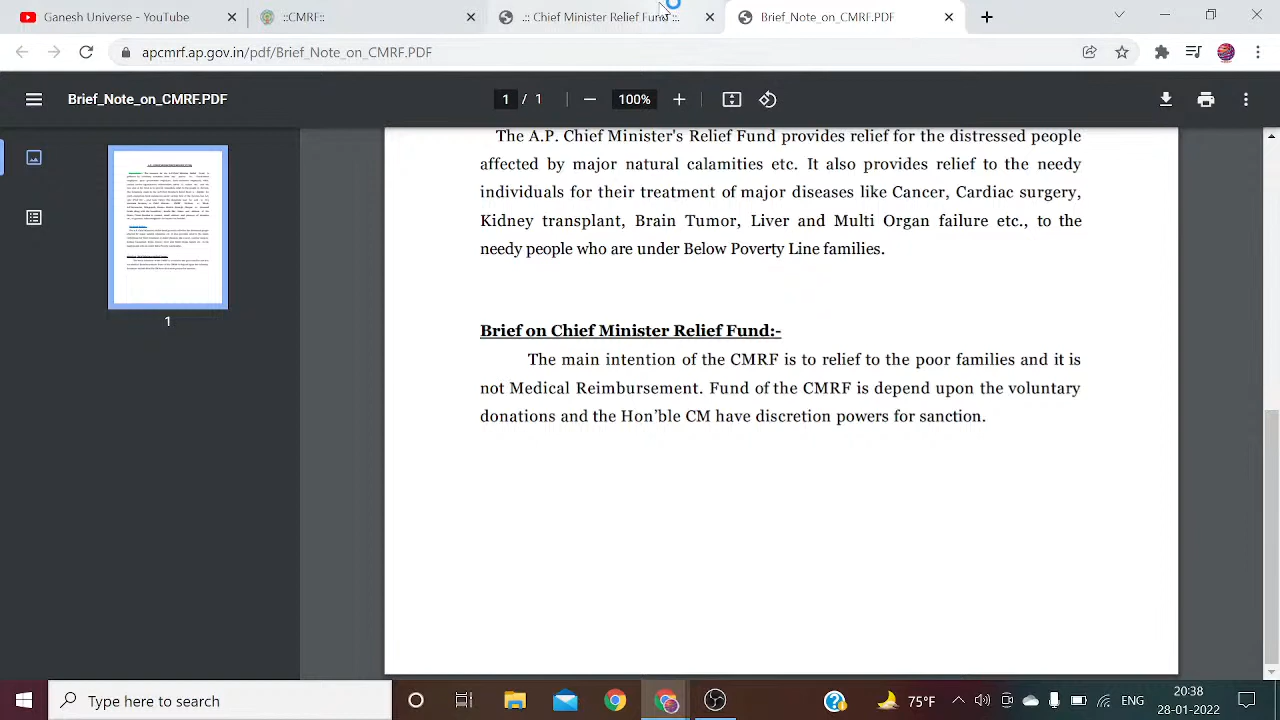 Ganesh Universe - YouTube
::CMRF::
:: Chief Minister Relief Fund ::
Brief_Note_on_CMRF.PDF
apcmrf.ap.gov.in/pdf/Brief_Note_on_CMRF.PDF
Brief_Note_on_CMRF.PDF
1 / 1
100%
The A.P. Chief Minister's Relief Fund provides relief for the distressed people
affected by major natural calamities etc. It also provides relief to the needy
individuals for their treatment of major diseases like Cancer, Cardiac surgery,
Kidney transplant, Brain Tumor, Liver and Multi Organ failure etc., to the
needy people who are under Below Poverty Line families.
Brief on Chief Minister Relief Fund:-
The main intention of the CMRF is to relief to the poor families and it is
not Medical Reimbursement. Fund of the CMRF is depend upon the voluntary
donations and the Hon'ble CM have discretion powers for sanction.
1
Type here to search
75°F
ENG
20:38
28-01-2022